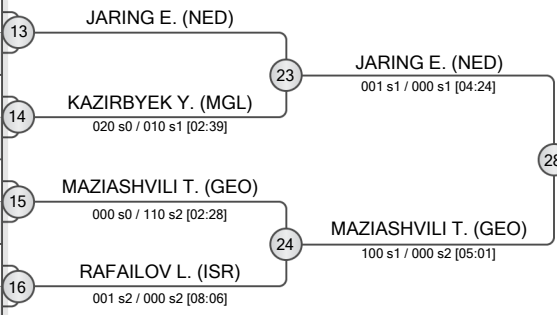 13
JARING E. (NED)
23
JARING E. (NED)
001 s1 / 000 s1 [04:24]
14
KAZIRBYEK Y. (MGL)
020 s0 / 010 s1 [02:39]
28
15
MAZIASHVILI T. (GEO)
000 s0 / 110 s2 [02:28]
24
MAZIASHVILI T. (GEO)
100 s1 / 000 s2 [05:01]
16
RAFAILOV L. (ISR)
001 s2 / 000 s2 [08:06]